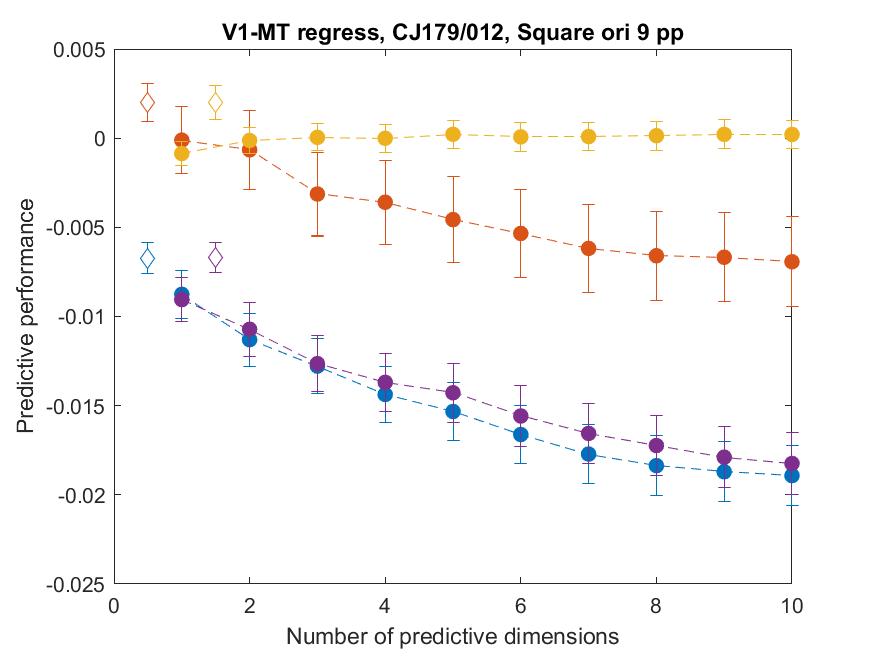 V1-MT regress, CJ179/012, Square ori 9 pp
0.005
0
-0.005
-0.01
-0.015
-0.02
-0.025
Predictive performance
0 2 4 6 8 10
Number of predictive dimensions